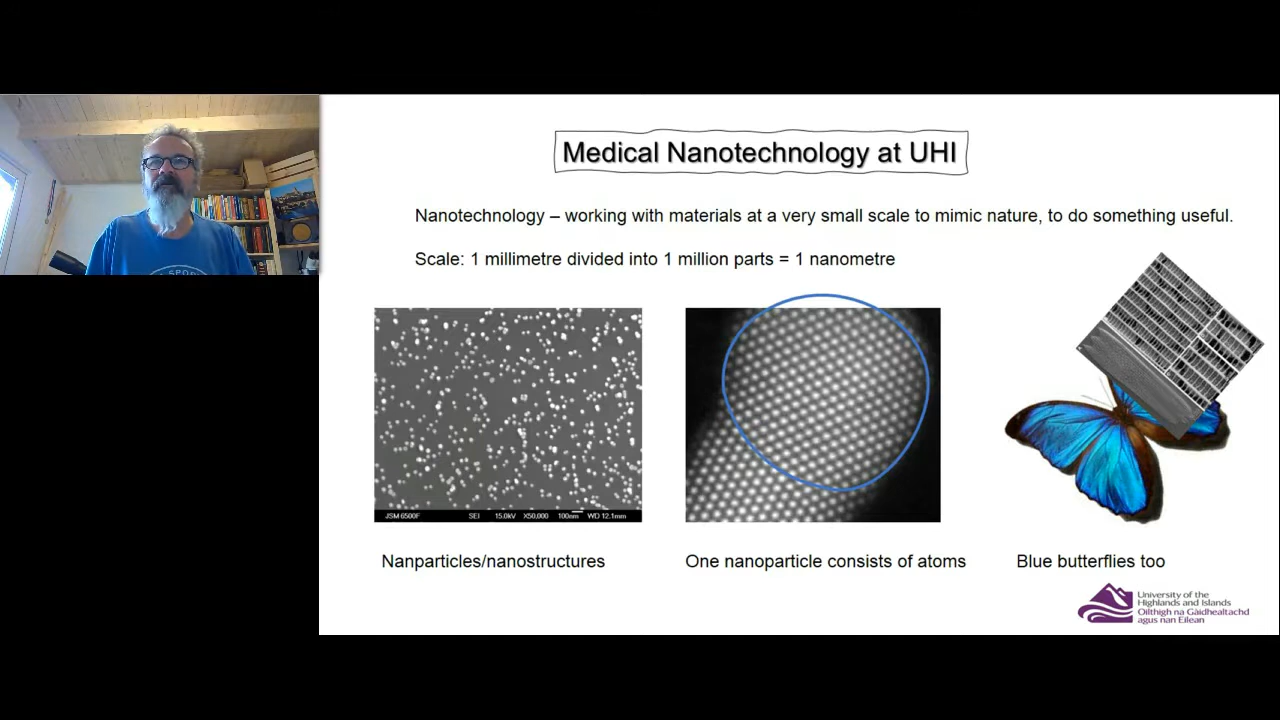 Medical Nanotechnology at UHI
Nanotechnology – working with materials at a very small scale to mimic nature, to do something useful.
Scale: 1 millimetre divided into 1 million parts = 1 nanometre
JSM 6500F SEI 15.0kV X50,000 100nm WD 12.1mm
Nanparticles/nanostructures
One nanoparticle consists of atoms
Blue butterflies too
University of the
Highlands and Islands
Oilthigh na Gàidhealtachd
agus nan Eilean